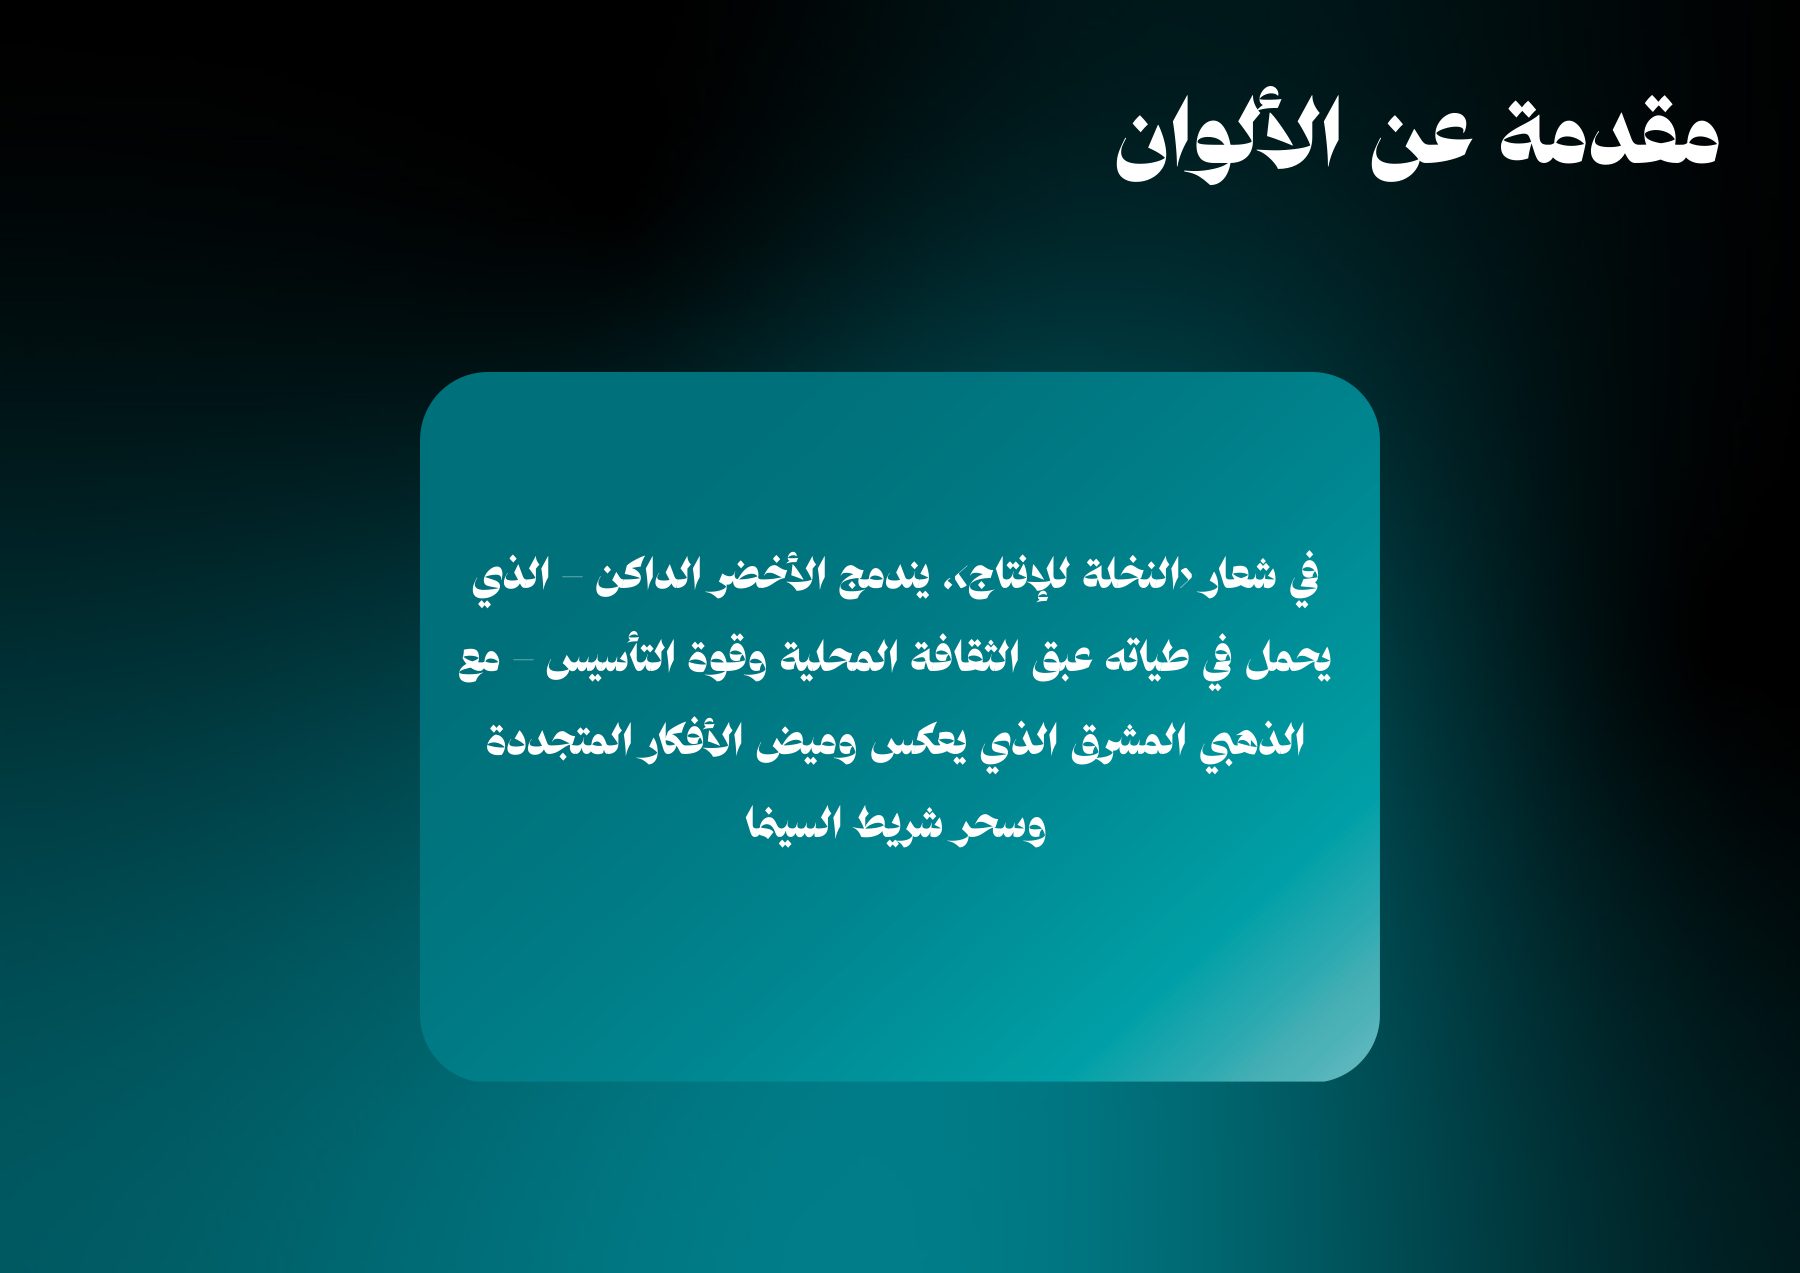 مقدمة عن الألوان
في شعار ‹النخلة للإنتاج›، يندمج الأخضر الداكن – الذي
يحمل في طياته عبق الثقافة المحلية وقوة التأسيس – مع
الذهبي المشرق الذي يعكس وميض الأفكار المتجددة
وسحر شريط السينما